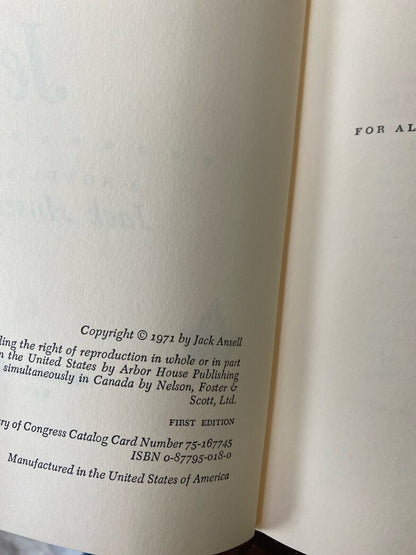 Copyright © 1971 by Jack Ansell
ding the right of reproduction in whole or in part
n the United States by Arbor House Publishing
simultaneously in Canada by Nelson, Foster &
Scott, Ltd.
FIRST EDITION
ry of Congress Catalog Card Number 75-167745
ISBN 0-87795-018-0
Manufactured in the United States of America
FOR AL